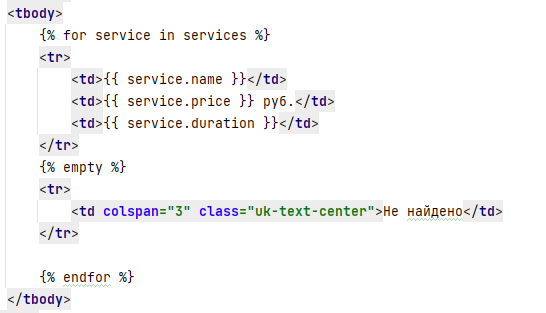 <tbody>
{% for service in services %}
<tr>
<td>{{ service.name }}</td>
<td>{{ service.price }} руб.</td>
<td>{{ service.duration }}</td>
</tr>
{% empty %}
<tr>
<td colspan="3" class="uk-text-center">Не найдено</td>
</tr>
{% endfor %}
</tbody>